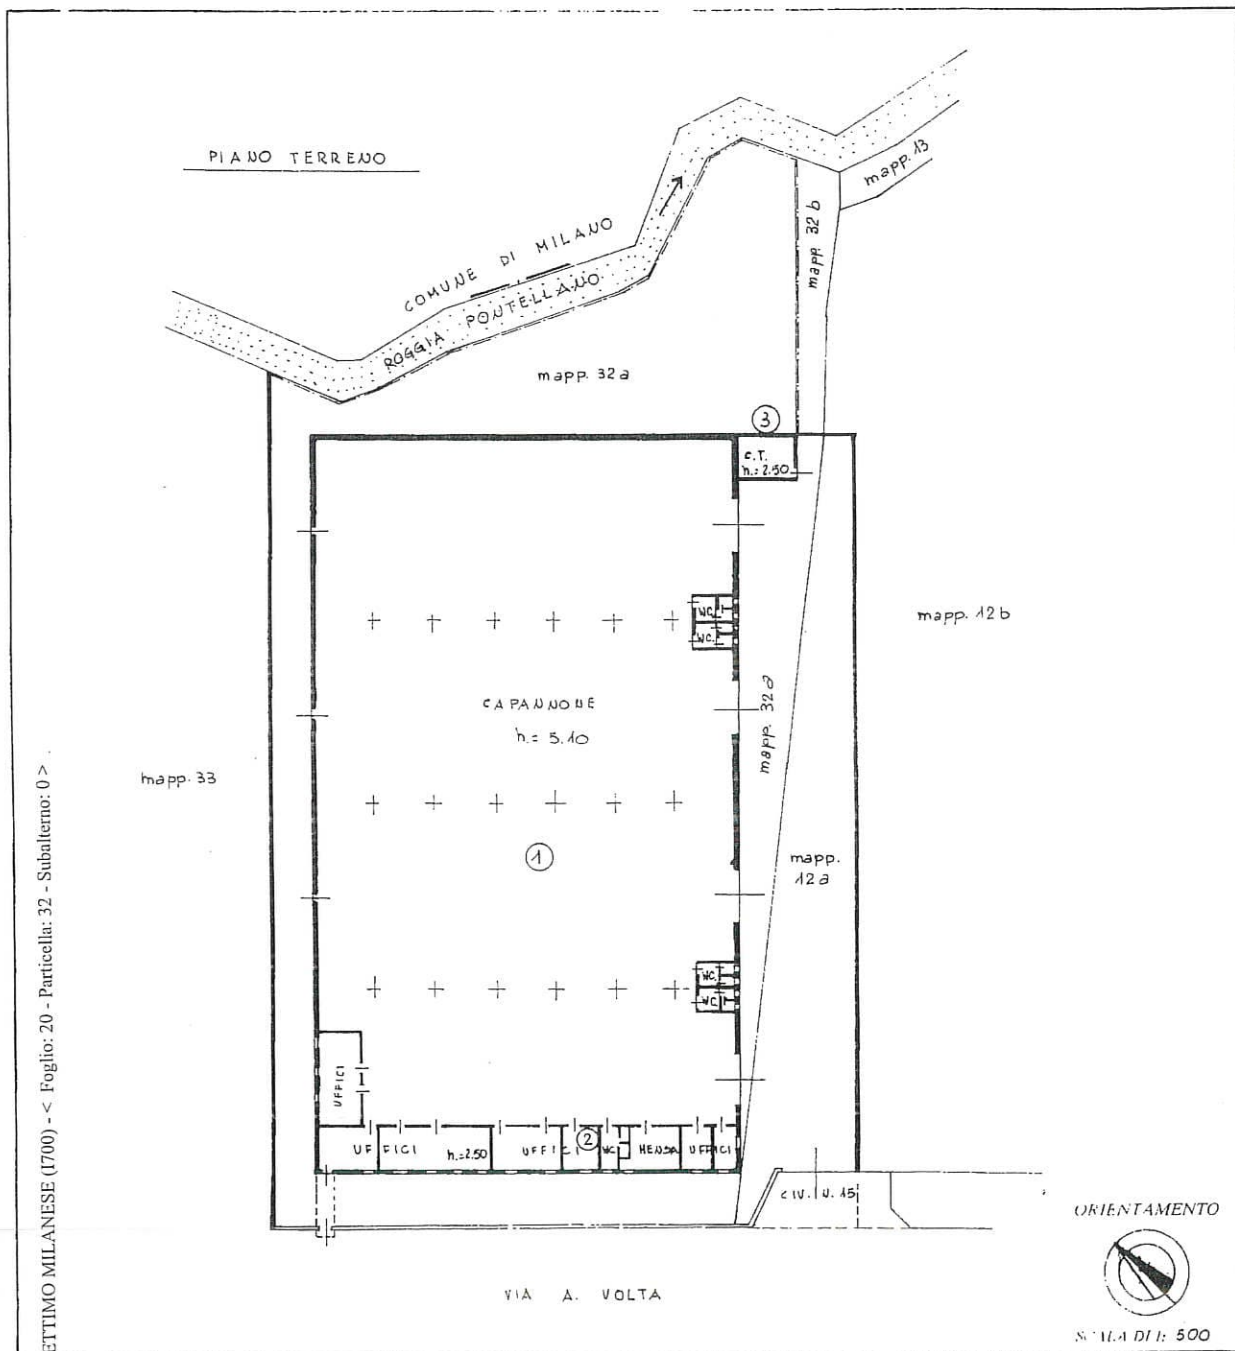 PIANO TERRENO
COMUNE DI MILANO
ROGGIA PONTELLANO
mapp. 13
mapp. 32 b
mapp. 32 a
3
C.T.
h.= 2.50
WC.
WC.
mapp. 12 b
CAPANNONE
h.= 5.10
mapp. 32 a
mapp. 33
1
mapp.
12 a
WC.
WC.
UFFICI
1
UFFICI
h.=2.50
UFFICI
2
WC
MENSA
UFFICI
CIV. N. 15
VIA A. VOLTA
ORIENTAMENTO
SCALA DI 1: 500
ETTIMO MILANESE (I700) - < Foglio: 20 - Particella: 32 - Subalterno: 0 >